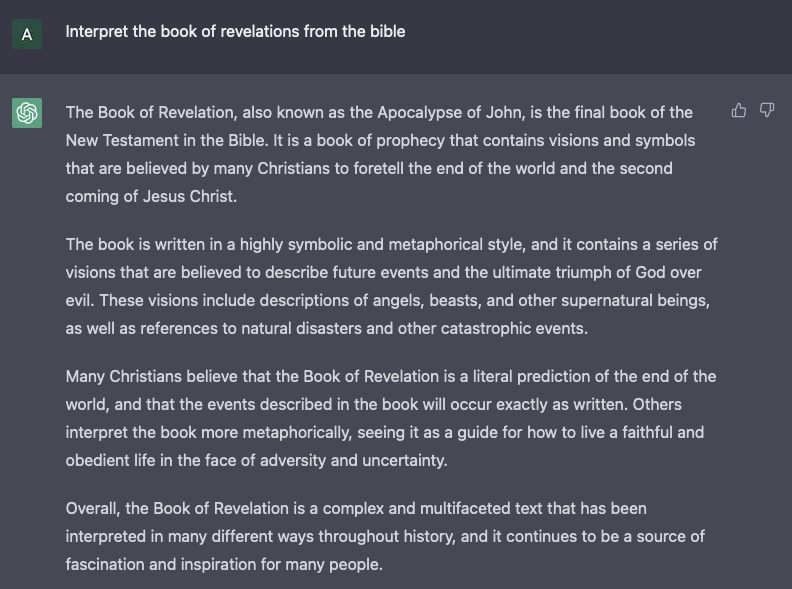 A
Interpret the book of revelations from the bible
The Book of Revelation, also known as the Apocalypse of John, is the final book of the
New Testament in the Bible. It is a book of prophecy that contains visions and symbols
that are believed by many Christians to foretell the end of the world and the second
coming of Jesus Christ.
The book is written in a highly symbolic and metaphorical style, and it contains a series of
visions that are believed to describe future events and the ultimate triumph of God over
evil. These visions include descriptions of angels, beasts, and other supernatural beings,
as well as references to natural disasters and other catastrophic events.
Many Christians believe that the Book of Revelation is a literal prediction of the end of the
world, and that the events described in the book will occur exactly as written. Others
interpret the book more metaphorically, seeing it as a guide for how to live a faithful and
obedient life in the face of adversity and uncertainty.
Overall, the Book of Revelation is a complex and multifaceted text that has been
interpreted in many different ways throughout history, and it continues to be a source of
fascination and inspiration for many people.